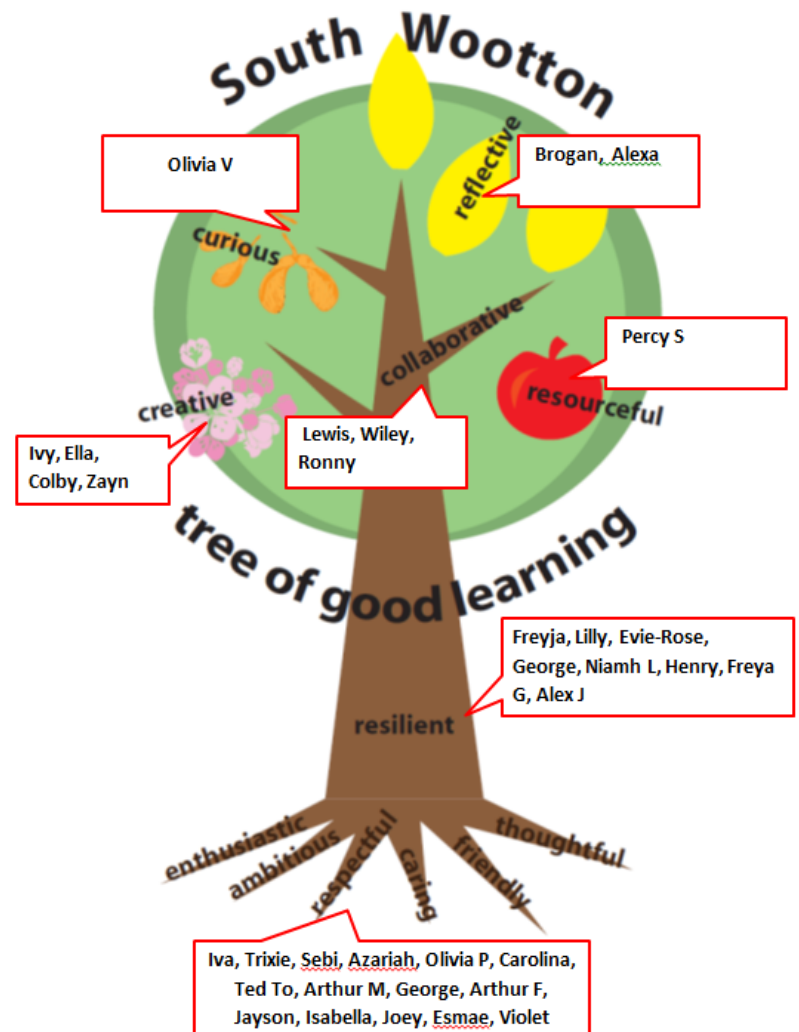 South Wootton
Olivia V
reflective
Brogan, Alexa
curious
collaborative
Percy S
creative
resourceful
Lewis, Wiley,
Ronny
Ivy, Ella,
Colby, Zayn
tree of good learning
Freyja, Lilly, Evie-Rose,
George, Niamh L, Henry, Freya
G, Alex J
resilient
enthusiastic
ambitious
respectful
caring
friendly
thoughtful
Iva, Trixie, Sebi, Azariah, Olivia P, Carolina,
Ted To, Arthur M, George, Arthur F,
Jayson, Isabella, Joey, Esmae, Violet